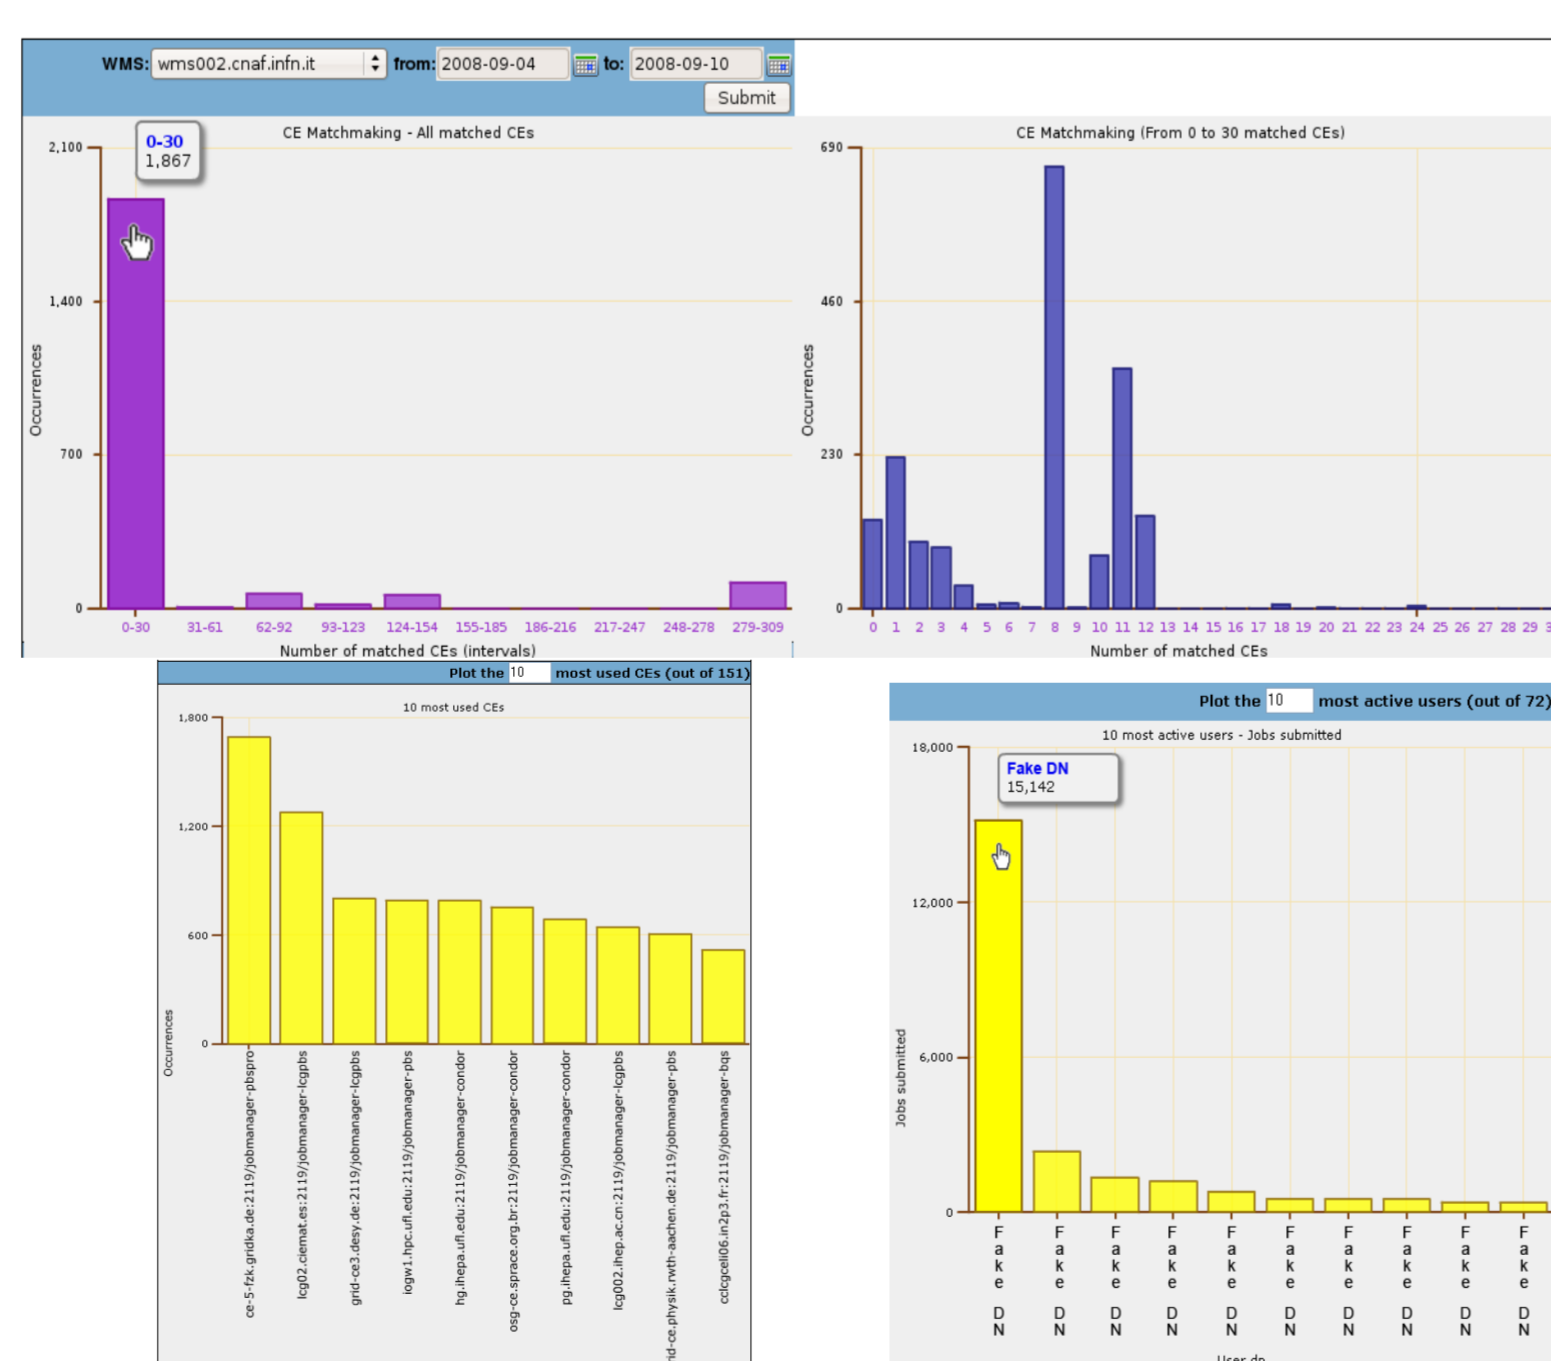 WMS: wms002.cnaf.infn.it from: 2008-09-04 to: 2008-09-10
Submit
CE Matchmaking - All matched CEs
0-30
1,867
2,100
1,400
700
0
Occurrences
0-30 31-61 62-92 93-123 124-154 155-185 186-216 217-247 248-278 279-309
Number of matched CEs (intervals)
CE Matchmaking (From 0 to 30 matched CEs)
690
460
230
0
Occurrences
0 1 2 3 4 5 6 7 8 9 10 11 12 13 14 15 16 17 18 19 20 21 22 23 24 25 26 27 28 29 3
Number of matched CEs
Plot the 10 most used CEs (out of 151)
10 most used CEs
1,800
1,200
600
0
Occurrences
ce-5-fzk.gridka.de:2119/jobmanager-pbspro
lcg02.ciemat.es:2119/jobmanager-lcgpbs
grid-ce3.desy.de:2119/jobmanager-lcgpbs
iogw1.hpc.ufl.edu:2119/jobmanager-pbs
hg.ihepa.ufl.edu:2119/jobmanager-condor
osg-ce.sprace.org.br:2119/jobmanager-condor
pg.ihepa.ufl.edu:2119/jobmanager-condor
lcg002.ihep.ac.cn:2119/jobmanager-lcgpbs
rid-ce.physik.rwth-aachen.de:2119/jobmanager-pbs
cclcgceli06.in2p3.fr:2119/jobmanager-bqs
Plot the 10 most active users (out of 72)
10 most active users - Jobs submitted
Fake DN
15,142
18,000
12,000
6,000
0
Jobs submitted
Fake DN
Fake DN
Fake DN
Fake DN
Fake DN
Fake DN
Fake DN
Fake DN
Fake DN
Fake DN
User dn